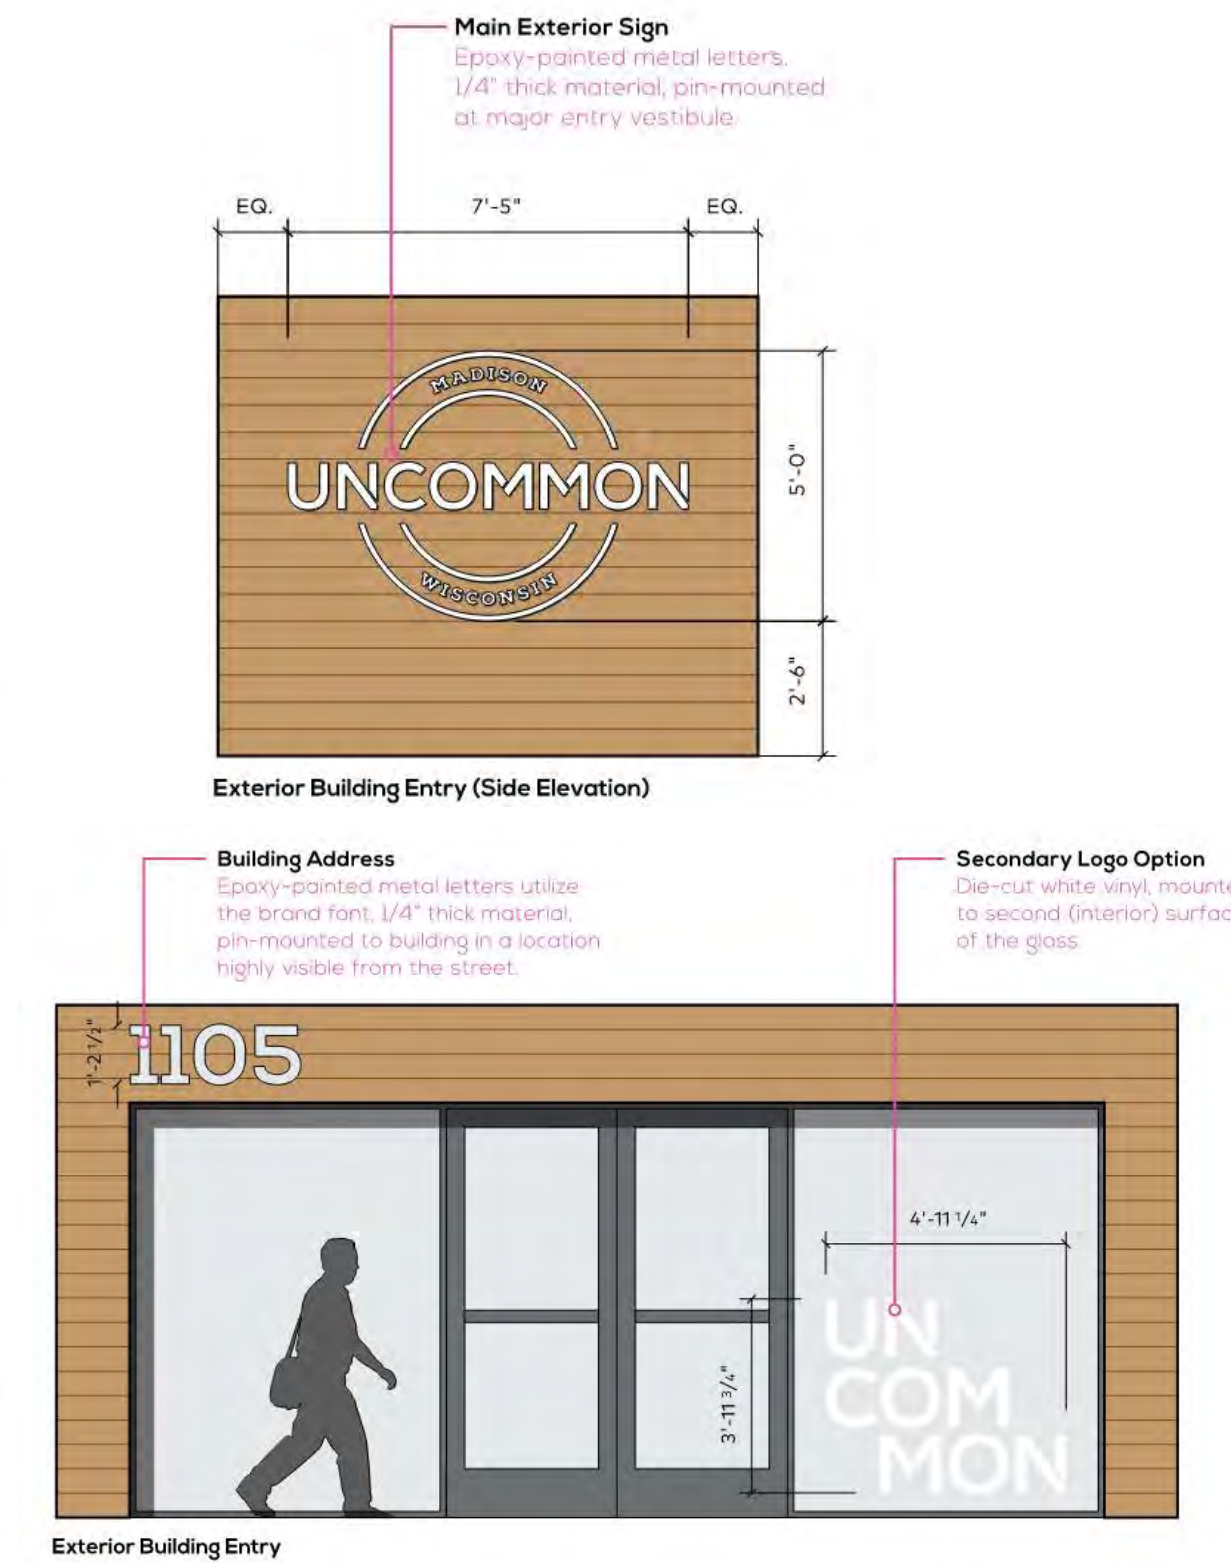 Main Exterior Sign
Epoxy-painted metal letters,
1/4" thick material, pin-mounted
at major entry vestibule.
EQ.
7'-5"
EQ.
MADISON
UNCOMMON
WISCONSIN
5'-0"
2'-6"
Exterior Building Entry (Side Elevation)
Building Address
Epoxy-painted metal letters utilize
the brand font, 1/4" thick material,
pin-mounted to building in a location
highly visible from the street.
Secondary Logo Option
Die-cut white vinyl, mounte
to second (interior) surfac
of the glass
1'-2 1/2"
1105
4'-11 1/4"
3'-11 3/4"
UN
COM
MON
Exterior Building Entry